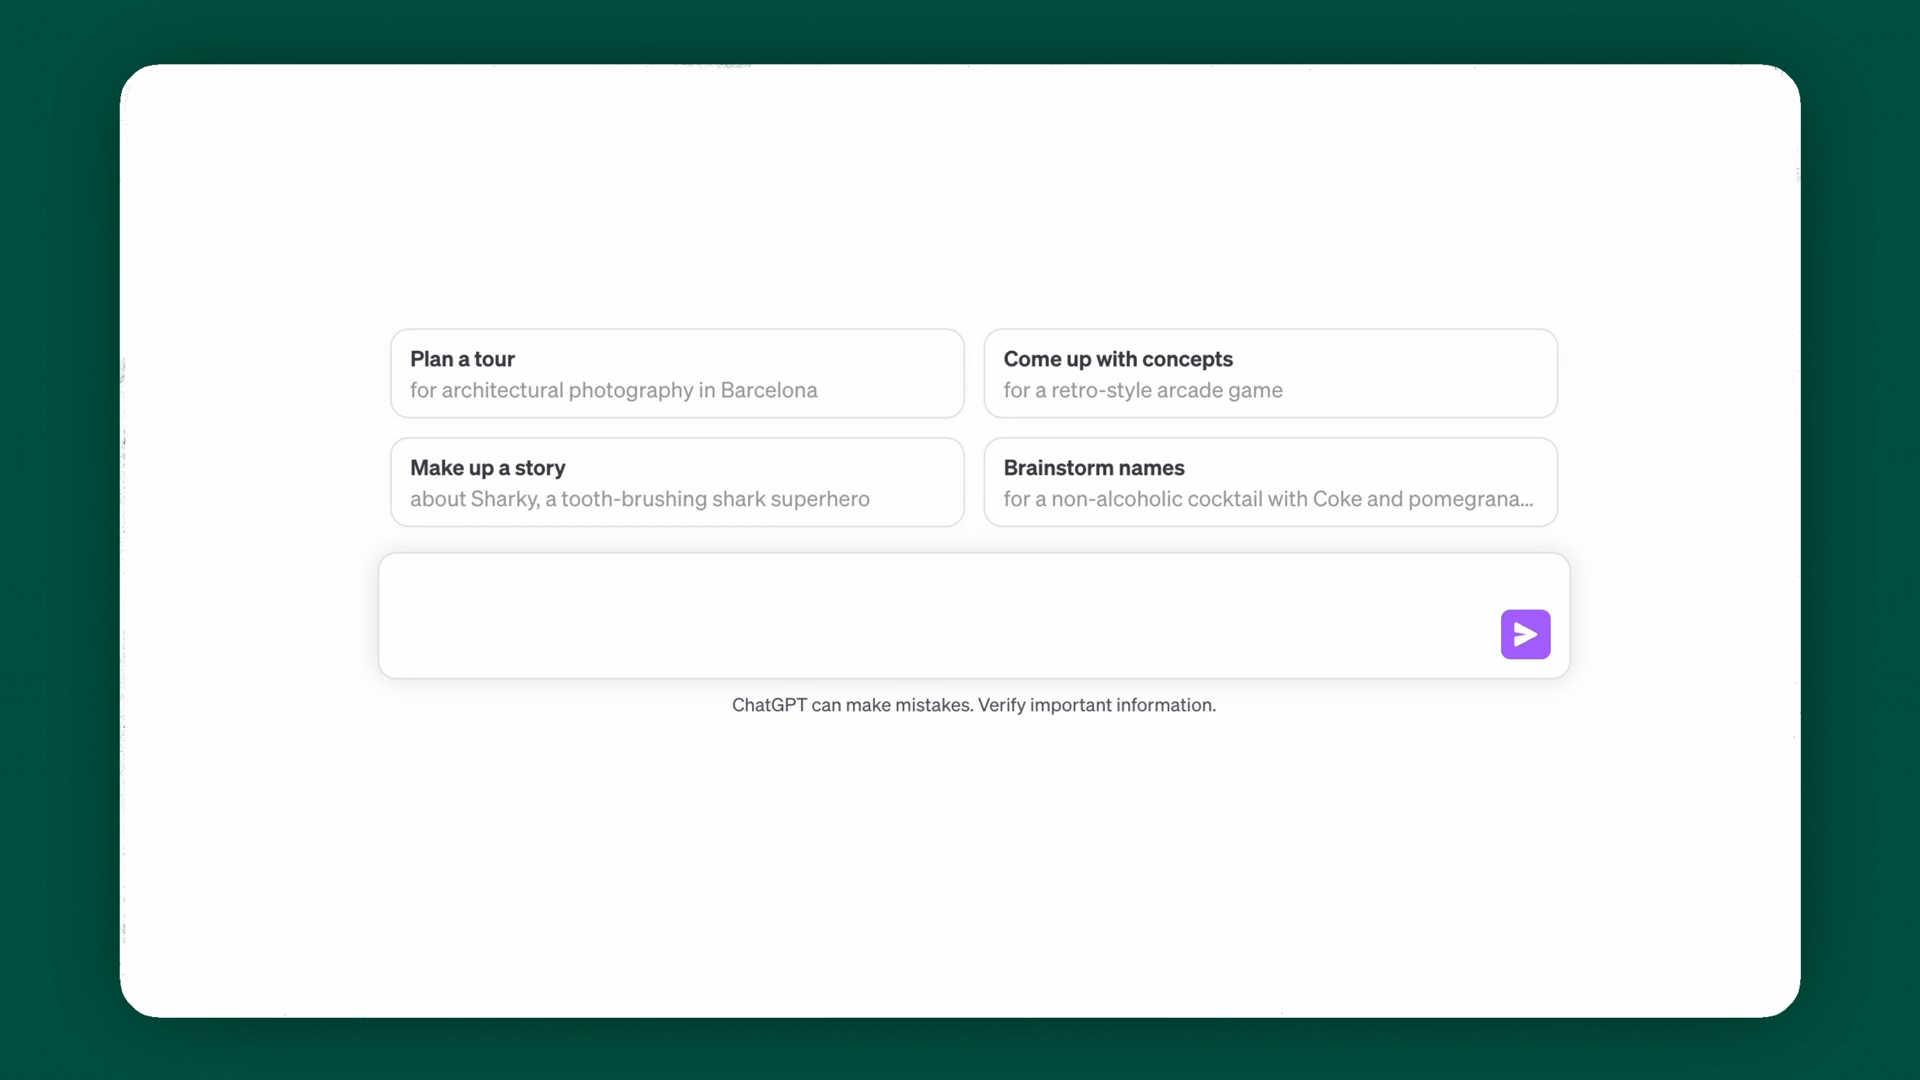 Plan a tour
for architectural photography in Barcelona
Come up with concepts
for a retro-style arcade game
Make up a story
about Sharky, a tooth-brushing shark superhero
Brainstorm names
for a non-alcoholic cocktail with Coke and pomegrana...
ChatGPT can make mistakes. Verify important information.